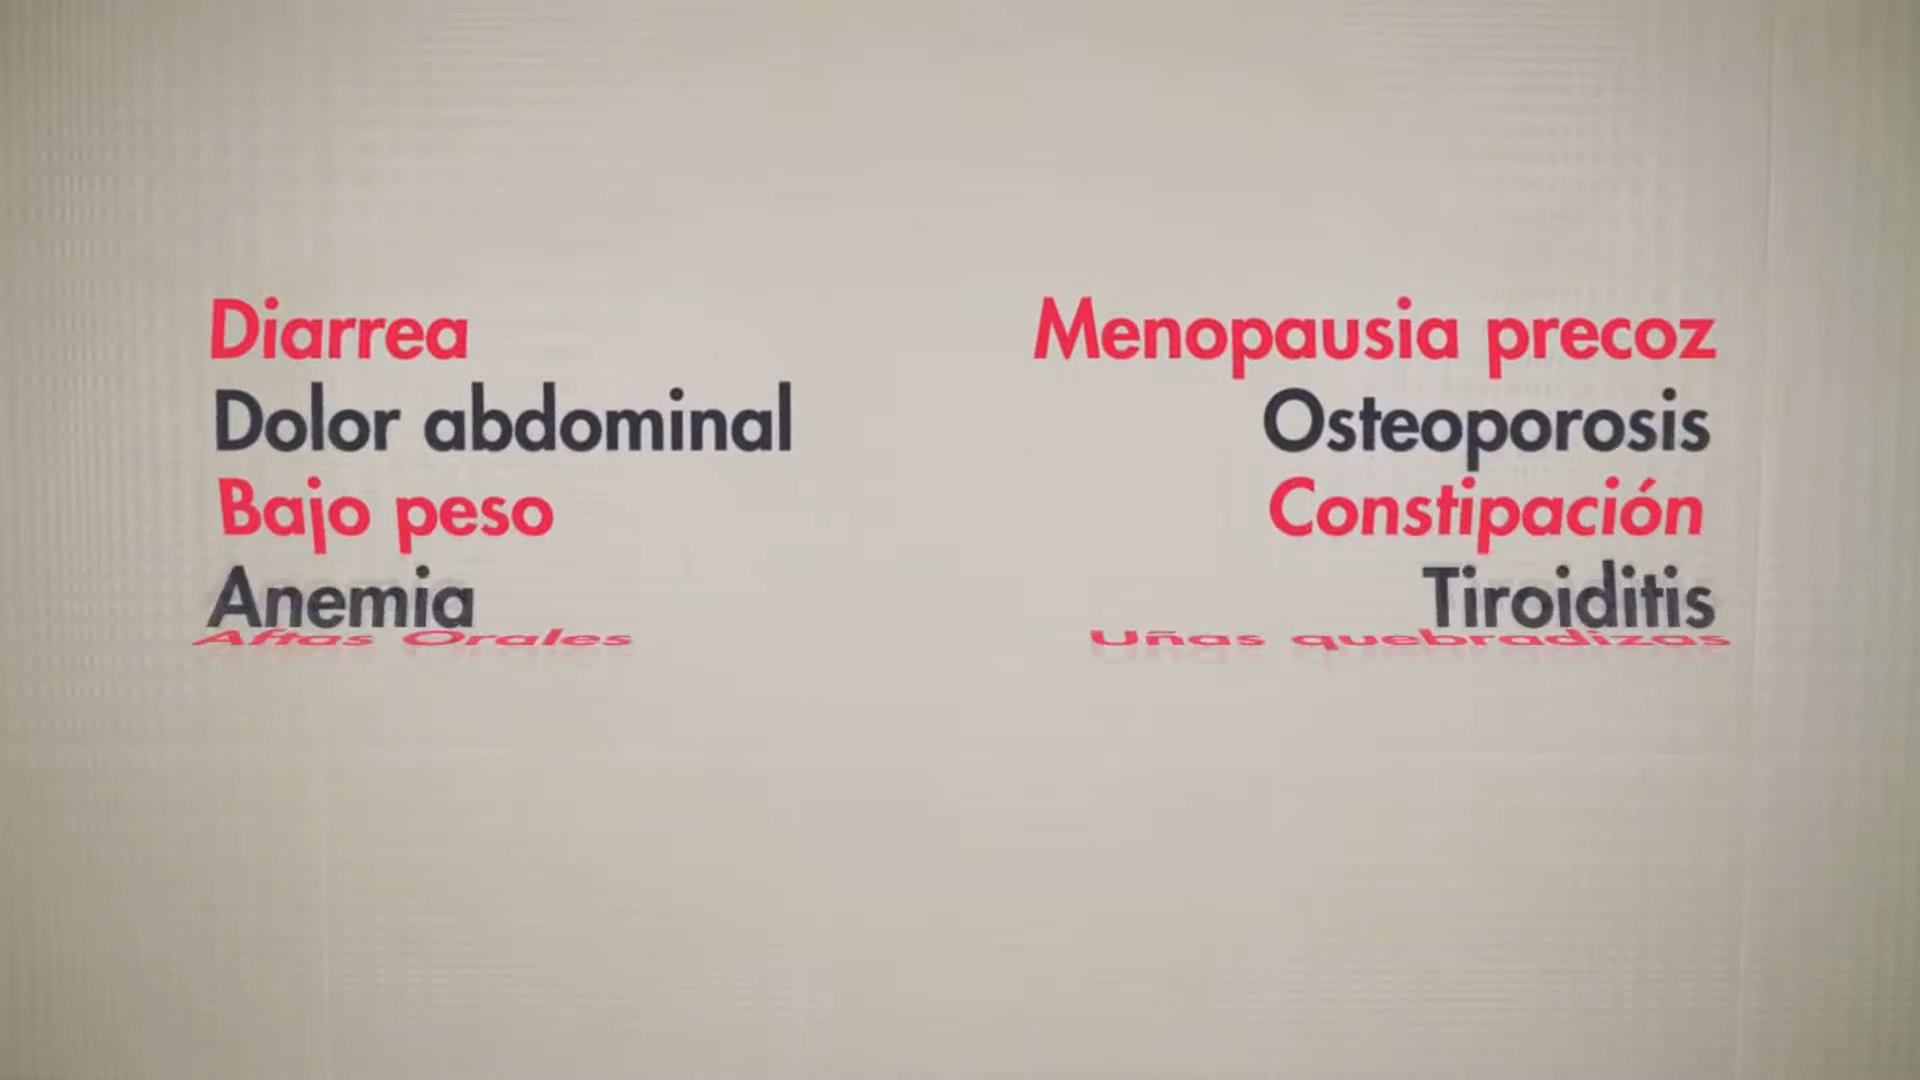 Diarrea
Dolor abdominal
Bajo peso
Anemia
Aftas Orales
Menopausia precoz
Osteoporosis
Constipación
Tiroiditis
Uñas quebradizas